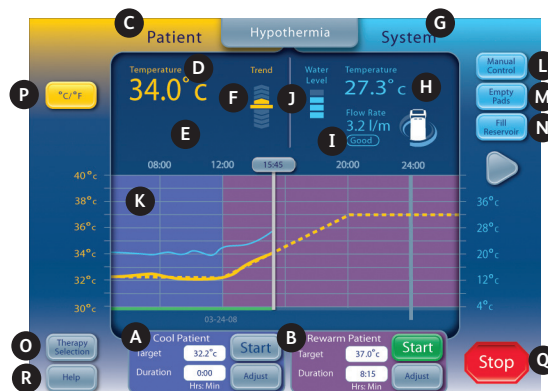 C
Patient
Hypothermia
G
System
Temperature
D
34.0°c
Trend
F
E
J
Water
Level
Temperature
27.3°c
H
Flow Rate
3.2 l/m
Good
I
P
°C/°F
Manual
Control
L
Empty
Pads
M
Fill
Reservoir
N
08:00
12:00
15:45
20:00
24:00
K
40°c
38°c
36°c
34°c
32°c
30°c
36°c
28°c
20°c
12°c
4°c
03-24-08
O
Therapy
Selection
R
Help
A
Cool Patient
Target
32.2°c
Start
Duration
0:00
Adjust
Hrs: Min
B
Rewarm Patient
Target
37.0°c
Start
Duration
8:15
Adjust
Hrs: Min
Stop
Q